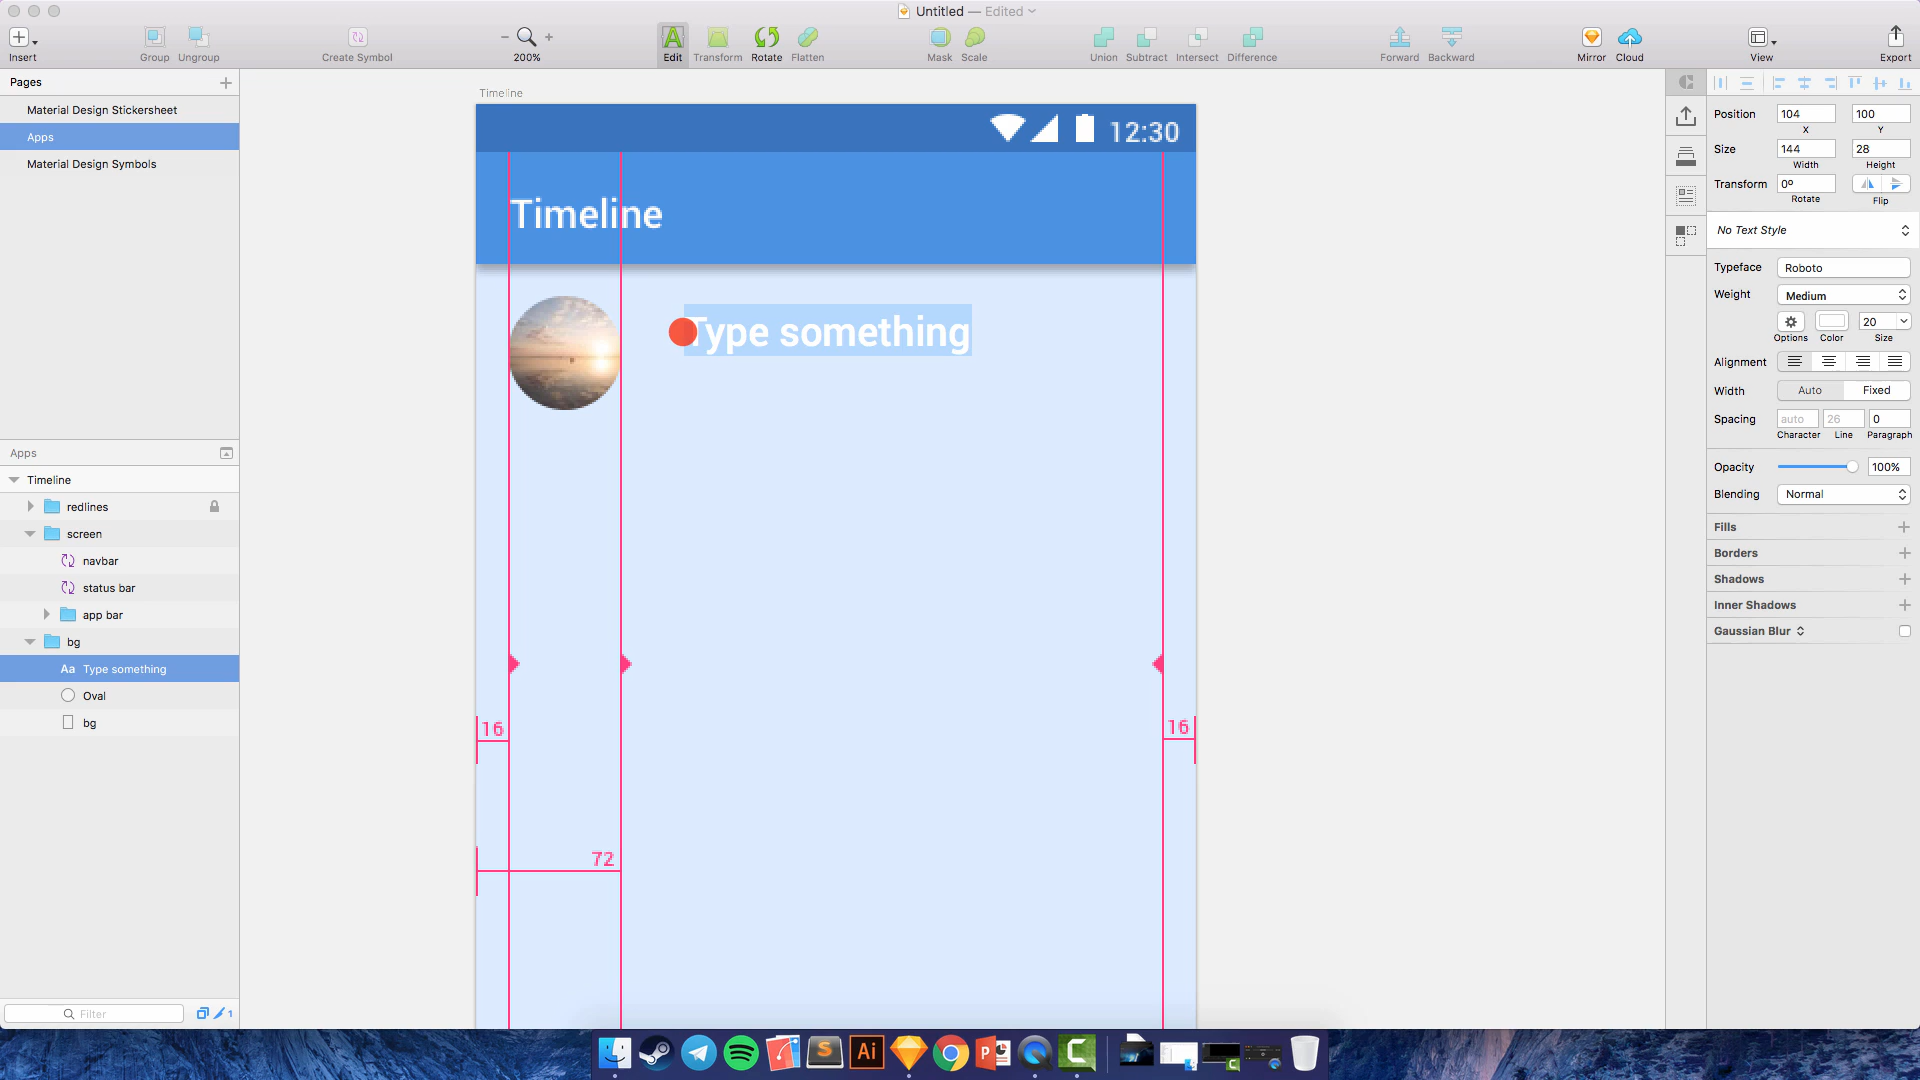 Untitled — Edited
Insert
Group
Ungroup
Create Symbol
200%
Edit
Transform
Rotate
Flatten
Mask
Scale
Union
Subtract
Intersect
Difference
Forward
Backward
Mirror
Cloud
View
Export
Pages
Material Design Stickersheet
Apps
Material Design Symbols
Apps
Timeline
redlines
screen
navbar
status bar
app bar
bg
Aa Type something
Oval
bg
Filter
1
Timeline
12:30
Timeline
Type something
16
16
72
Position 104 100
X Y
Size 144 28
Width Height
Transform 0º
Rotate Flip
No Text Style
Typeface Roboto
Weight Medium
20
Options Color Size
Alignment
Width Auto Fixed
Spacing auto 26 0
Character Line Paragraph
Opacity 100%
Blending Normal
Fills
Borders
Shadows
Inner Shadows
Gaussian Blur
S
Ai
P
C